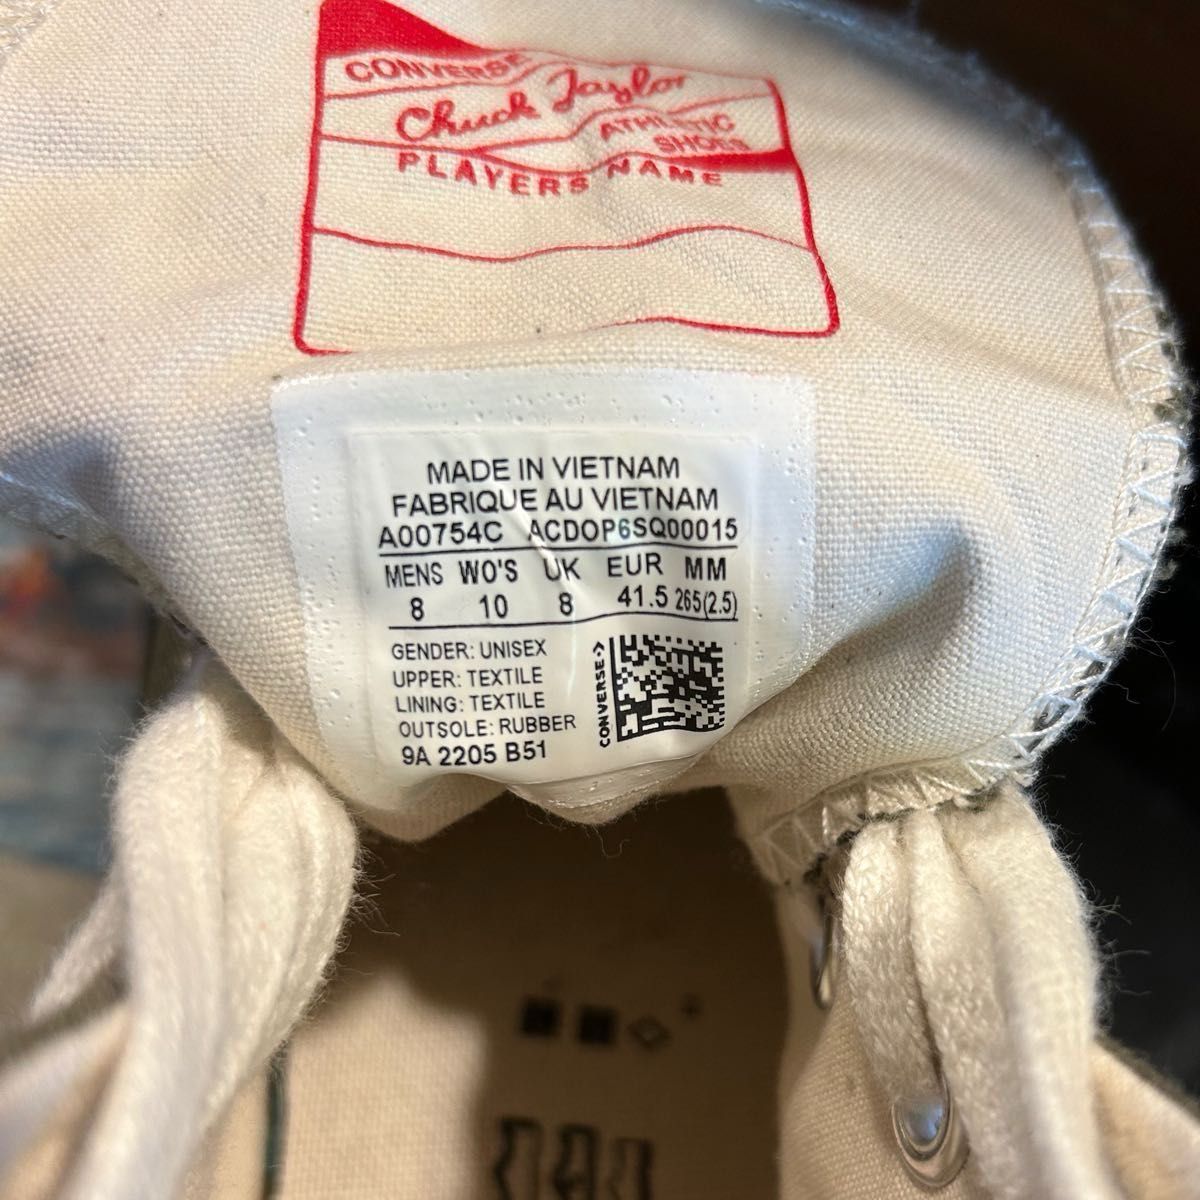 CONVERSE
Chuck Taylor
ATHLETIC
SHOES
PLAYERS NAME
MADE IN VIETNAM
FABRIQUE AU VIETNAM
A00754C ACDOP6SQ00015
MENS WO'S UK EUR MM
8 10 8 41.5 265(2.5)
GENDER: UNISEX
UPPER: TEXTILE
LINING: TEXTILE
OUTSOLE: RUBBER
9A 2205 B51
CONVERSE